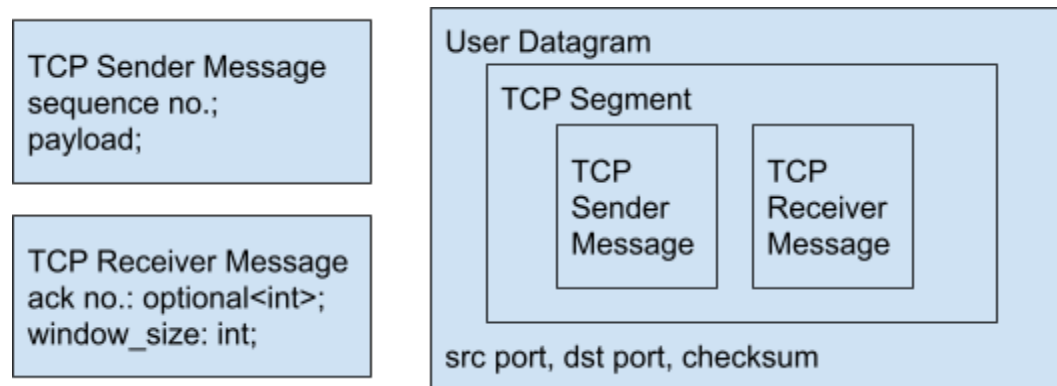 TCP Sender Message
sequence no.;
payload;
TCP Receiver Message
ack no.: optional<int>;
window_size: int;
User Datagram
TCP Segment
TCP
Sender
Message
TCP
Receiver
Message
src port, dst port, checksum